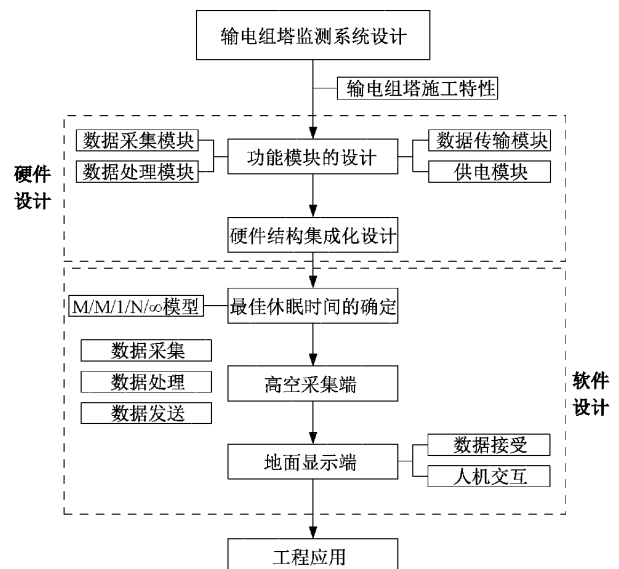 输电组塔监测系统设计
输电组塔施工特性
数据采集模块
数据处理模块
功能模块的设计
数据传输模块
供电模块
硬件
设计
硬件结构集成化设计
M/M/1/N/∞模型
最佳休眠时间的确定
数据采集
数据处理
数据发送
高空采集端
软件
设计
地面显示端
数据接受
人机交互
工程应用